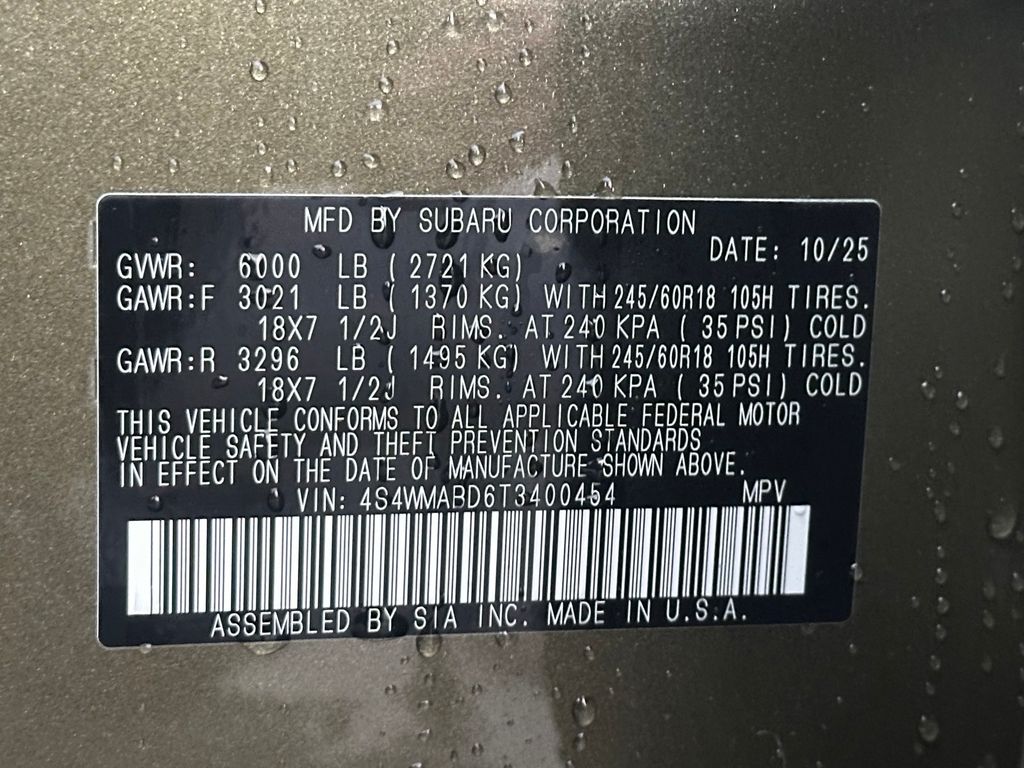 MFD BY SUBARU CORPORATION
DATE: 10/25
GVWR: 6000 LB ( 2721 KG)
GAWR:F 3021 LB ( 1370 KG) WITH 245/60R18 105H TIRES.
18X7 1/2J RIMS. AT 240 KPA ( 35 PSI) COLD
GAWR:R 3296 LB ( 1495 KG) WITH 245/60R18 105H TIRES.
18X7 1/2J RIMS. AT 240 KPA ( 35 PSI) COLD
THIS VEHICLE CONFORMS TO ALL APPLICABLE FEDERAL MOTOR
VEHICLE SAFETY AND THEFT PREVENTION STANDARDS
IN EFFECT ON THE DATE OF MANUFACTURE SHOWN ABOVE.
VIN: 4S4WMABD6T3400454 MPV
ASSEMBLED BY SIA INC. MADE IN U.S.A.